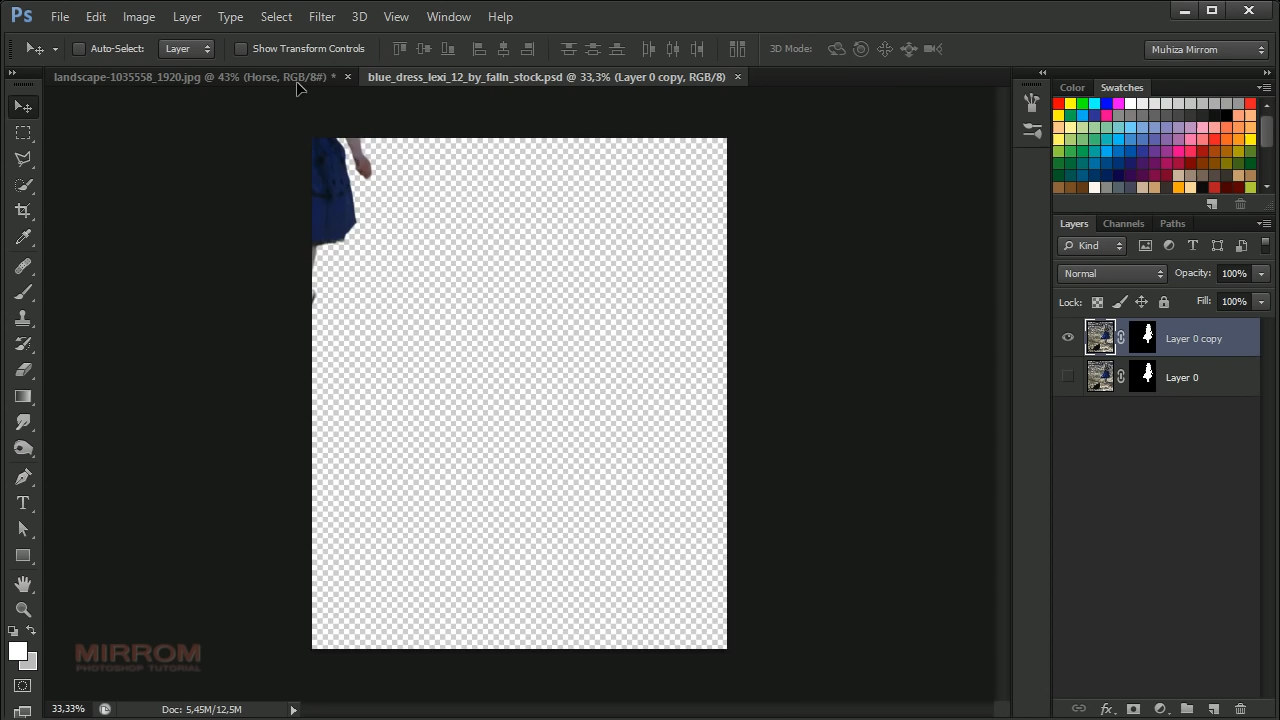 Ps File Edit Image Layer Type Select Filter 3D View Window Help
Auto-Select: Layer Show Transform Controls 3D Mode: Muhiza Mirrom
landscape-1035558_1920.jpg @ 43% (Horse, RGB/8#) * × blue_dress_lexi_12_by_falln_stock.psd @ 33,3% (Layer 0 copy, RGB/8) ×
Color Swatches
Layers Channels Paths
Kind
Normal Opacity: 100%
Lock: Fill: 100%
Layer 0 copy
Layer 0
MIRROM
PHOTOSHOP TUTORIAL
33,33% Doc: 5,45M/12,5M